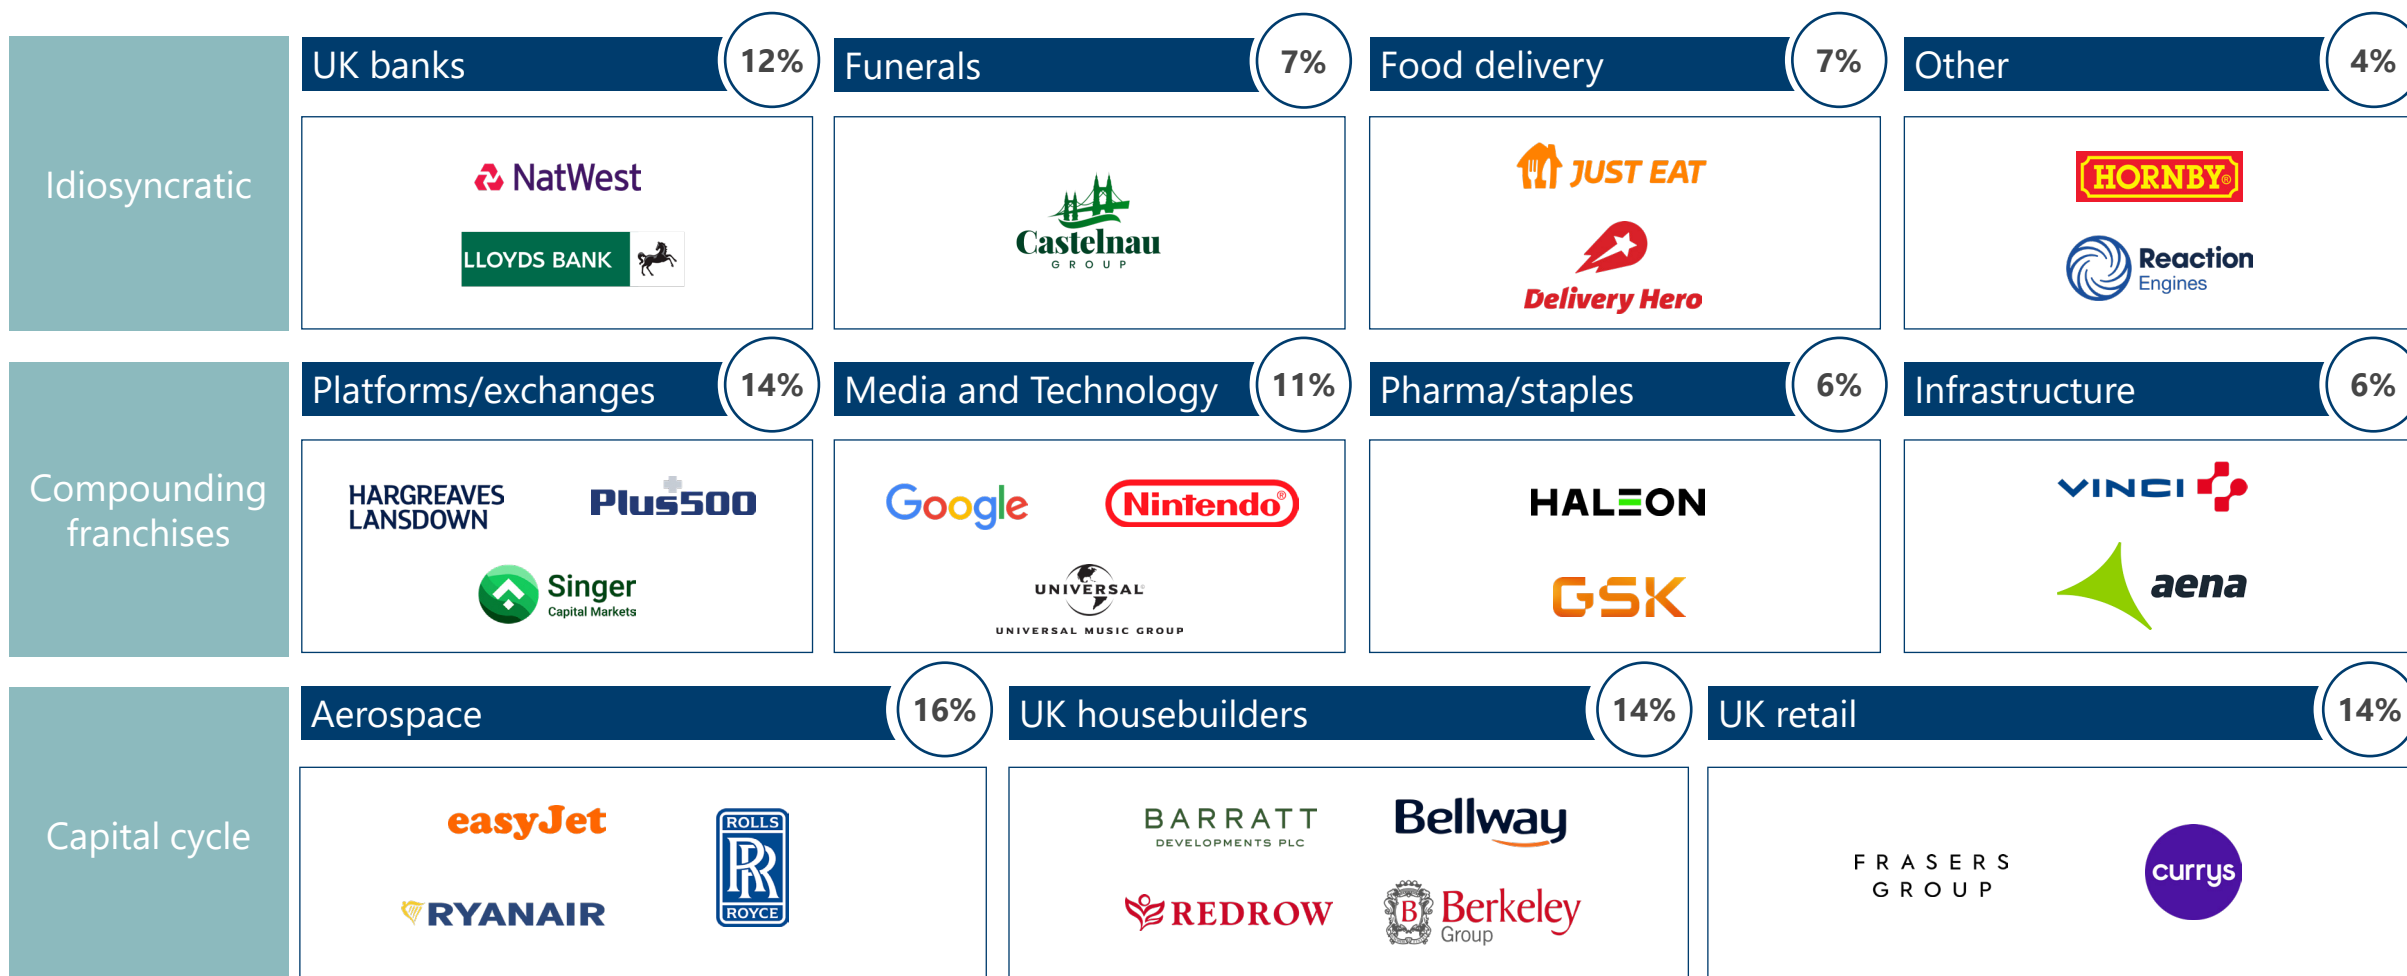 UK banks 12%
Funerals 7%
Food delivery 7%
Other 4%
Idiosyncratic
NatWest
LLOYDS BANK
Castelnau
GROUP
JUST EAT
Delivery Hero
HORNBY®
Reaction
Engines
Platforms/exchanges 14%
Media and Technology 11%
Pharma/staples 6%
Infrastructure 6%
Compounding
franchises
HARGREAVES
LANSDOWN
Plus500
Singer
Capital Markets
Google
Nintendo®
UNIVERSAL
UNIVERSAL MUSIC GROUP
HALEON
GSK
VINCI
aena
Aerospace 16%
UK housebuilders 14%
UK retail 14%
Capital cycle
easyJet
RYANAIR
ROLLS
RR
ROYCE
BARRATT
DEVELOPMENTS PLC
Bellway
REDROW
B
Berkeley
Group
FRASERS
GROUP
currys